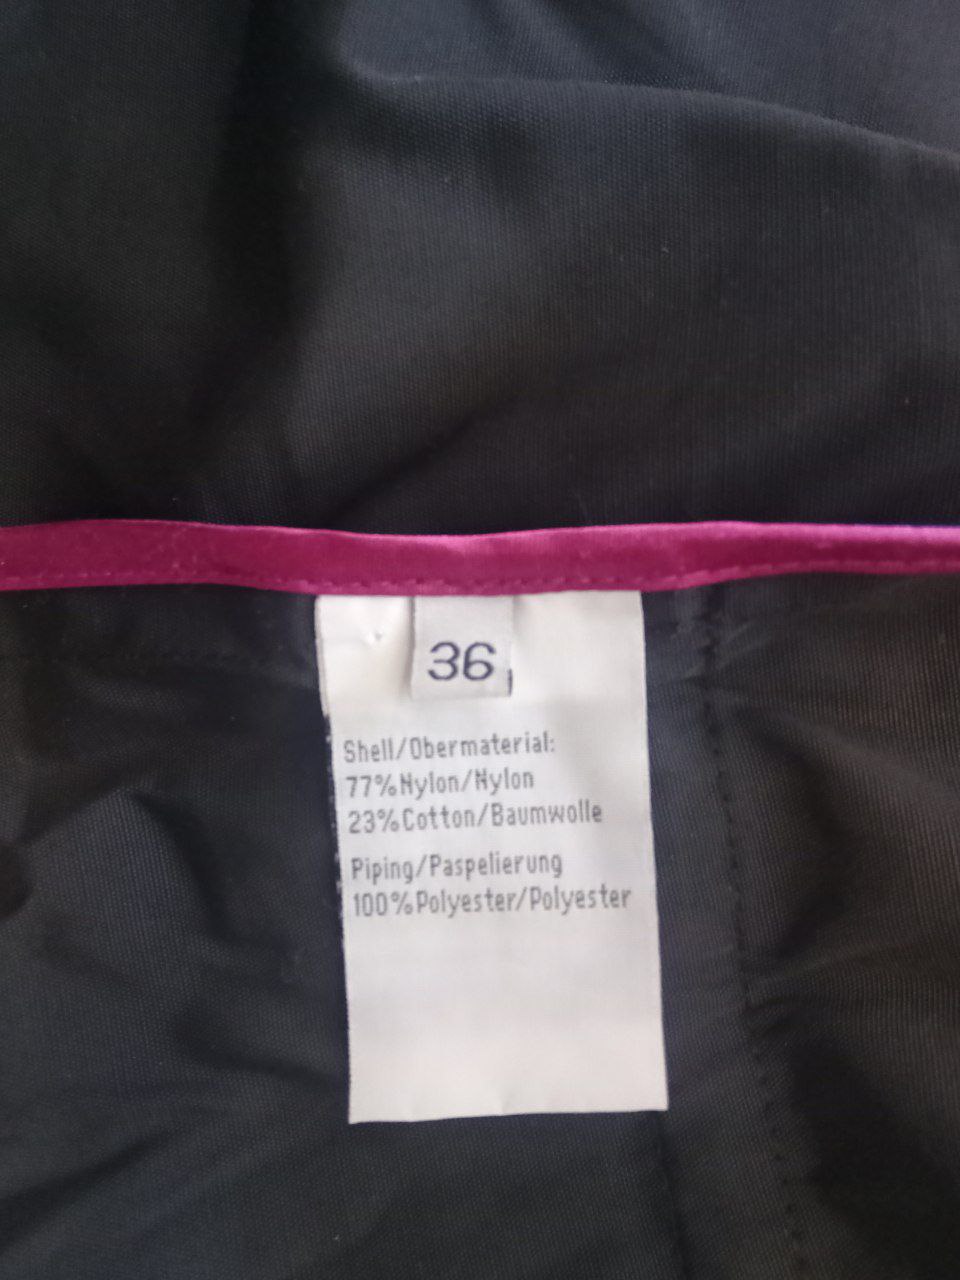 36
Shell/Obermaterial:
77%Nylon/Nylon
23%Cotton/Baumwolle
Piping/Paspelierung
100%Polyester/Polyester